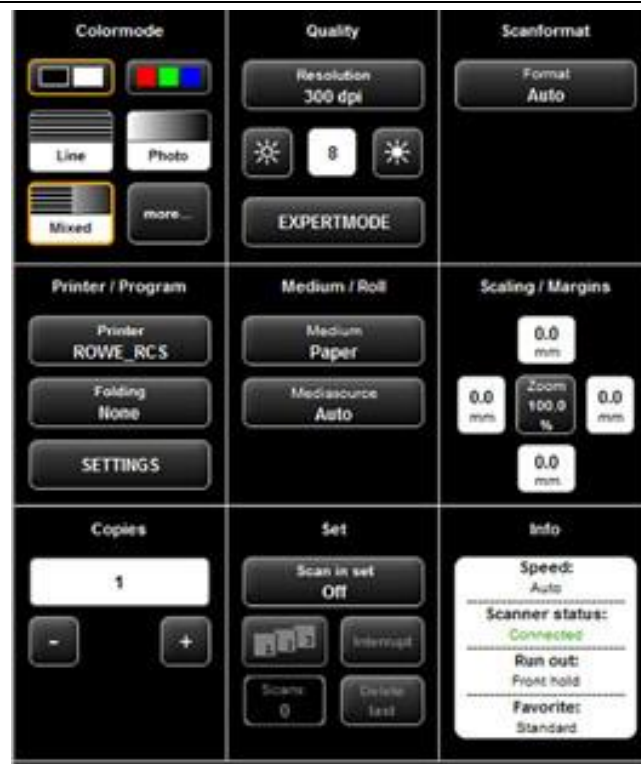 Colormode
Line
Photo
Mixed
more...
Quality
Resolution
300 dpi
8
EXPERTMODE
Scanformat
Format
Auto
Printer / Program
Printer
ROWE_RCS
Folding
None
SETTINGS
Medium / Roll
Medium
Paper
Mediasource
Auto
Scaling / Margins
0.0
mm
0.0
mm
Zoom
100.0
%
0.0
mm
0.0
mm
Copies
1
-
+
Set
Scan in set
Off
1 2 3
Interrupt
Scans
0
Delete
last
Info
Speed:
Auto
Scanner status:
Connected
Run out:
Front hold
Favorite:
Standard